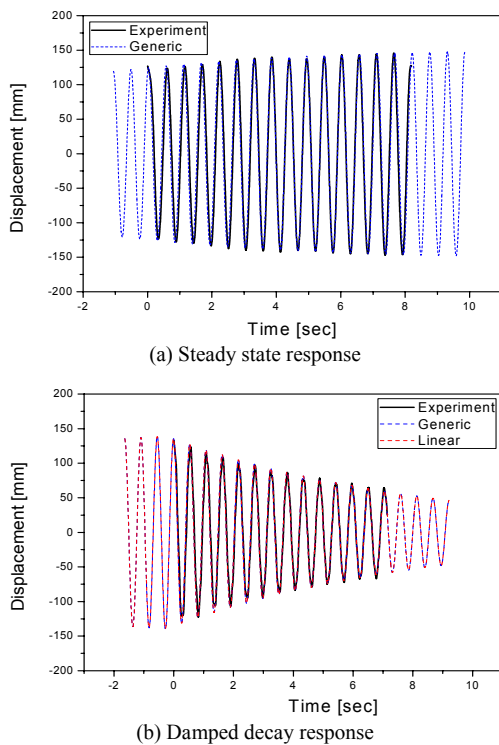 Experiment
Generic
200
150
100
50
0
-50
-100
-150
-200
Displacement [mm]
-2 0 2 4 6 8 10
Time [sec]
(a) Steady state response
Experiment
Generic
Linear
200
150
100
50
0
-50
-100
-150
-200
Displacement [mm]
-2 0 2 4 6 8 10
Time [sec]
(b) Damped decay response